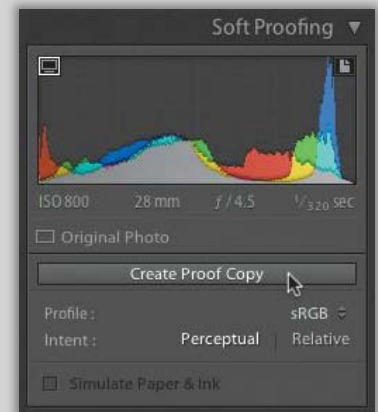 Soft Proofing
ISO 800 28 mm ƒ / 4.5 1/320 sec
Original Photo
Create Proof Copy
Profile : sRGB
Intent : Perceptual | Relative
Simulate Paper & Ink